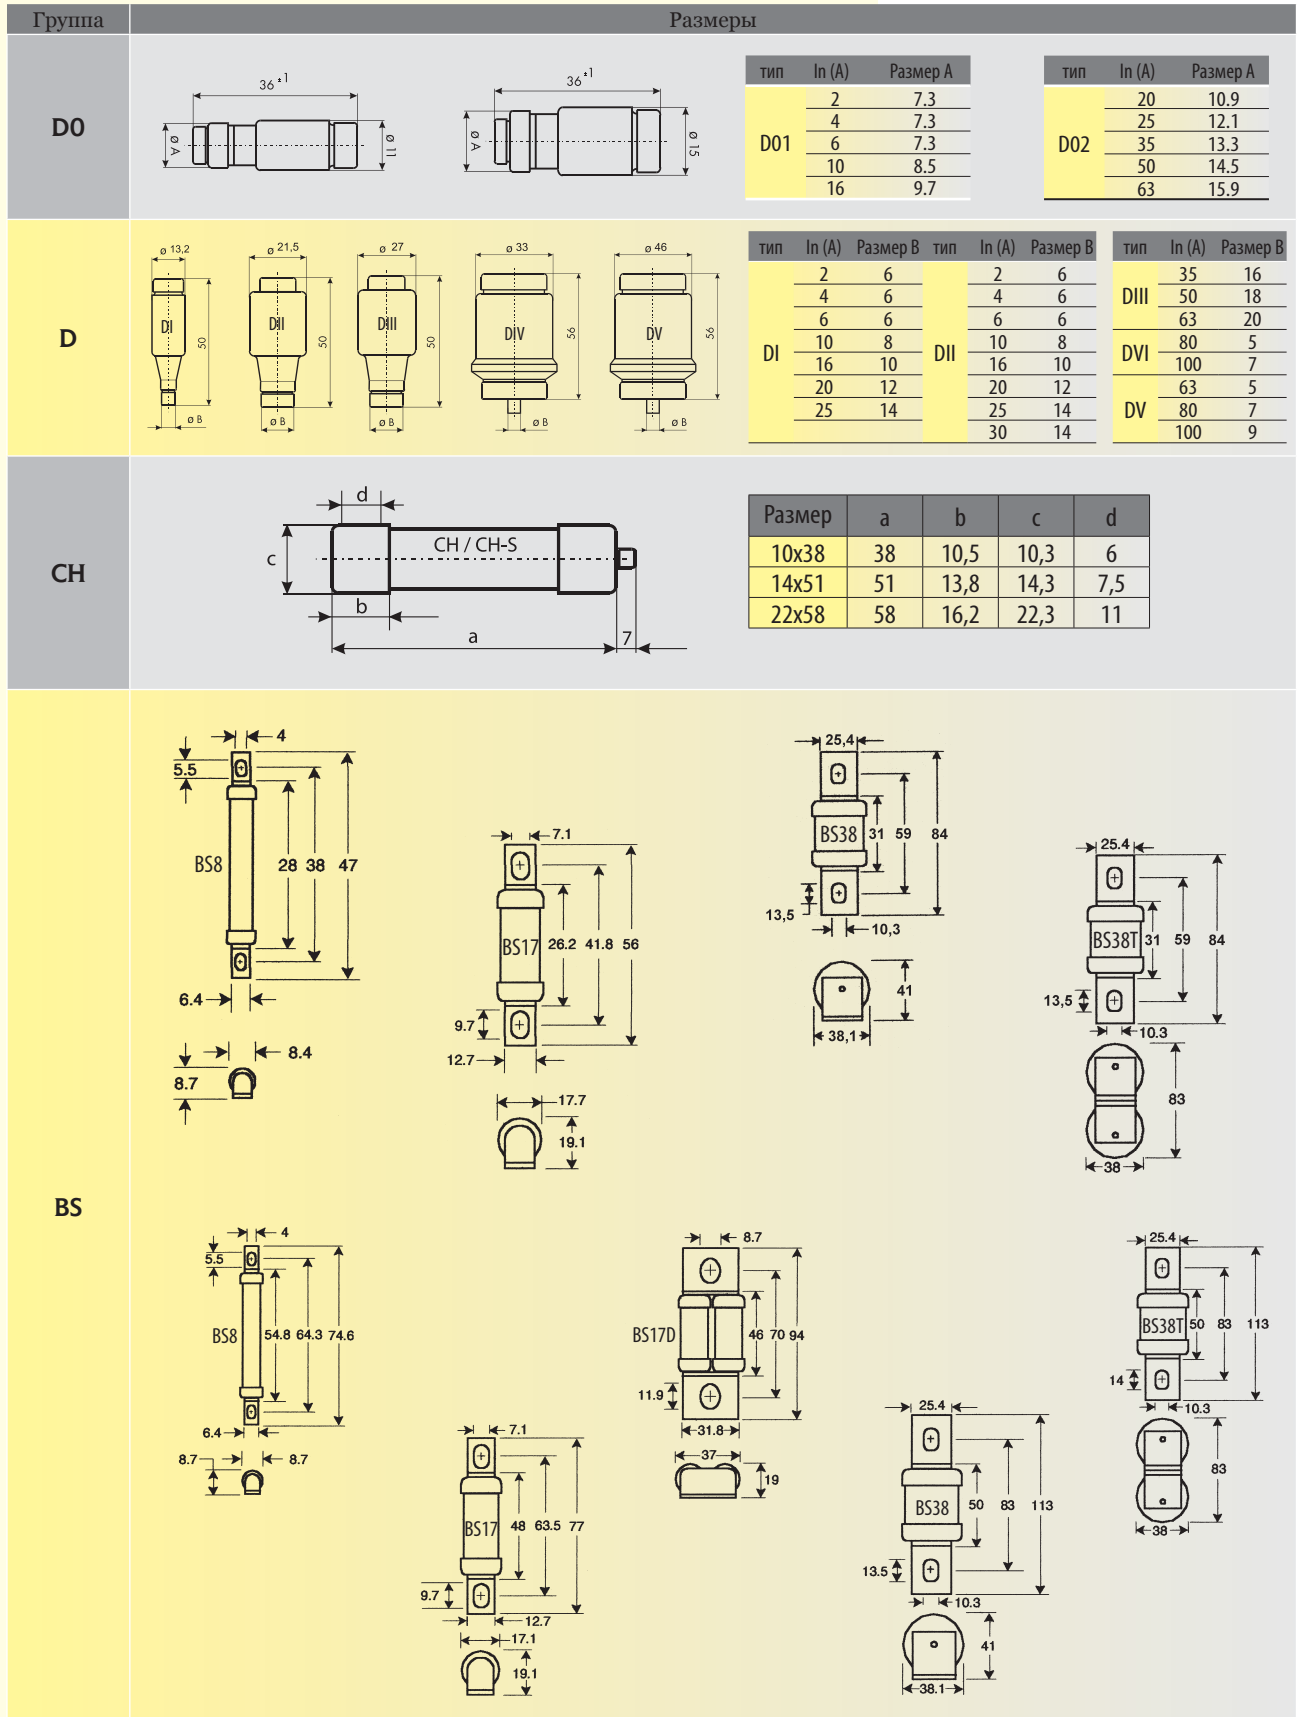 Группа Размеры
D0
36 ±1
ø A
ø 11
36 ±1
ø A
ø 15
тип In (A) Размер A
D01
2 7.3
4 7.3
6 7.3
10 8.5
16 9.7
тип In (A) Размер A
D02
20 10.9
25 12.1
35 13.3
50 14.5
63 15.9
D
ø 13,2
DI
50
ø B
ø 21,5
DII
50
ø B
ø 27
DIII
50
ø B
ø 33
DIV
56
ø B
ø 46
DV
56
ø B
тип In (A) Размер B тип In (A) Размер B
DI
2 6
4 6
6 6
10 8
16 10
20 12
25 14
DII
2 6
4 6
6 6
10 8
16 10
20 12
25 14
30 14
тип In (A) Размер B
DIII
35 16
50 18
63 20
DVI
80 5
100 7
DV
63 5
80 7
100 9
CH
d
c
CH / CH-S
b
a
7
Размер a b c d
10x38 38 10,5 10,3 6
14x51 51 13,8 14,3 7,5
22x58 58 16,2 22,3 11
BS
4
5.5
BS8
28 38 47
6.4
8.4
8.7
7.1
BS17
26.2 41.8 56
9.7
12.7
17.7
19.1
25,4
BS38
31 59 84
13,5
10,3
41
38,1
25.4
BS38T
31 59 84
13,5
10.3
83
38
4
5.5
BS8
54.8 64.3 74.6
6.4
8.7 8.7
7.1
BS17
48 63.5 77
9.7
12.7
17.1
19.1
8.7
BS17D
46 70 94
11.9
31.8
37
19
25.4
BS38
50 83 113
13.5
10.3
41
38.1
25.4
BS38T
50 83 113
14
10.3
83
38